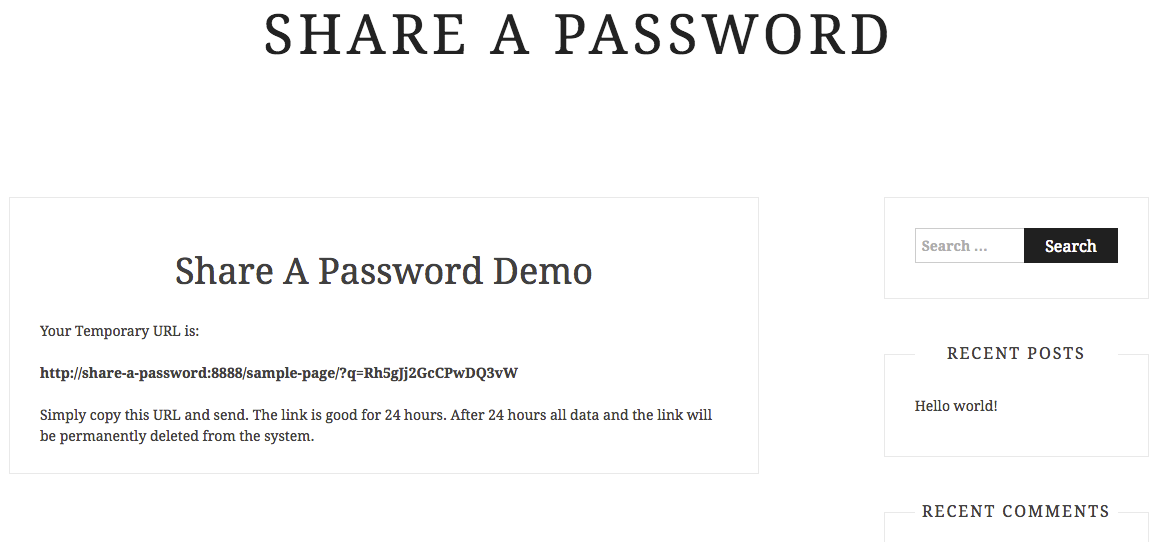 SHARE A PASSWORD
Share A Password Demo
Your Temporary URL is:
http://share-a-password:8888/sample-page/?q=Rh5gJj2GcCPwDQ3vW
Simply copy this URL and send. The link is good for 24 hours. After 24 hours all data and the link will
be permanently deleted from the system.
Search ...
Search
RECENT POSTS
Hello world!
RECENT COMMENTS